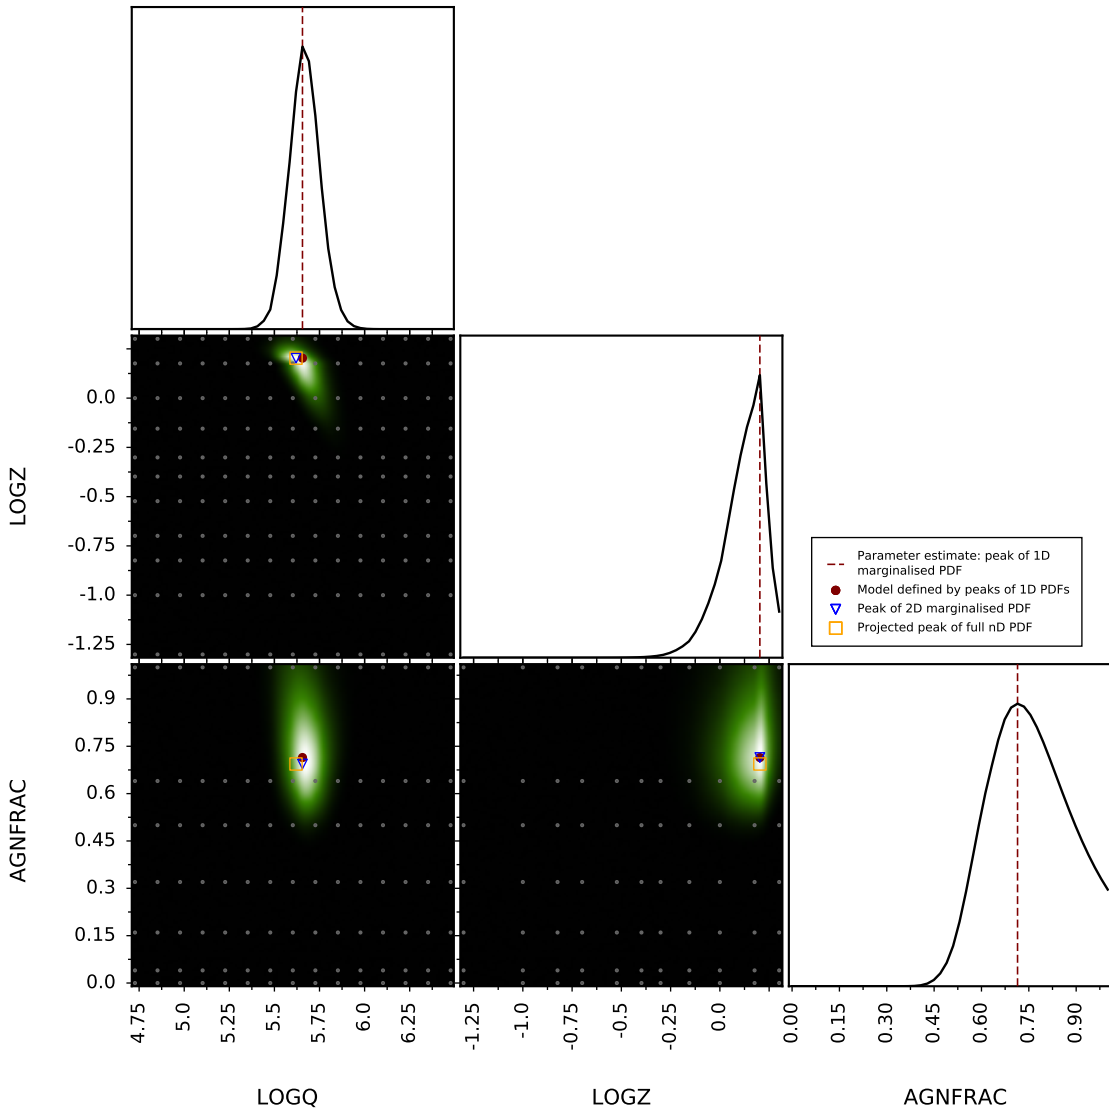 LOGZ
0.0
-0.25
-0.5
-0.75
-1.0
-1.25
Parameter estimate: peak of 1D
marginalised PDF
Model defined by peaks of 1D PDFs
Peak of 2D marginalised PDF
Projected peak of full nD PDF
AGNFRAC
0.9
0.75
0.6
0.45
0.3
0.15
0.0
4.75 5.0 5.25 5.5 5.75 6.0 6.25
-1.25 -1.0 -0.75 -0.5 -0.25 0.0
0.00 0.15 0.30 0.45 0.60 0.75 0.90
LOGQ LOGZ AGNFRAC